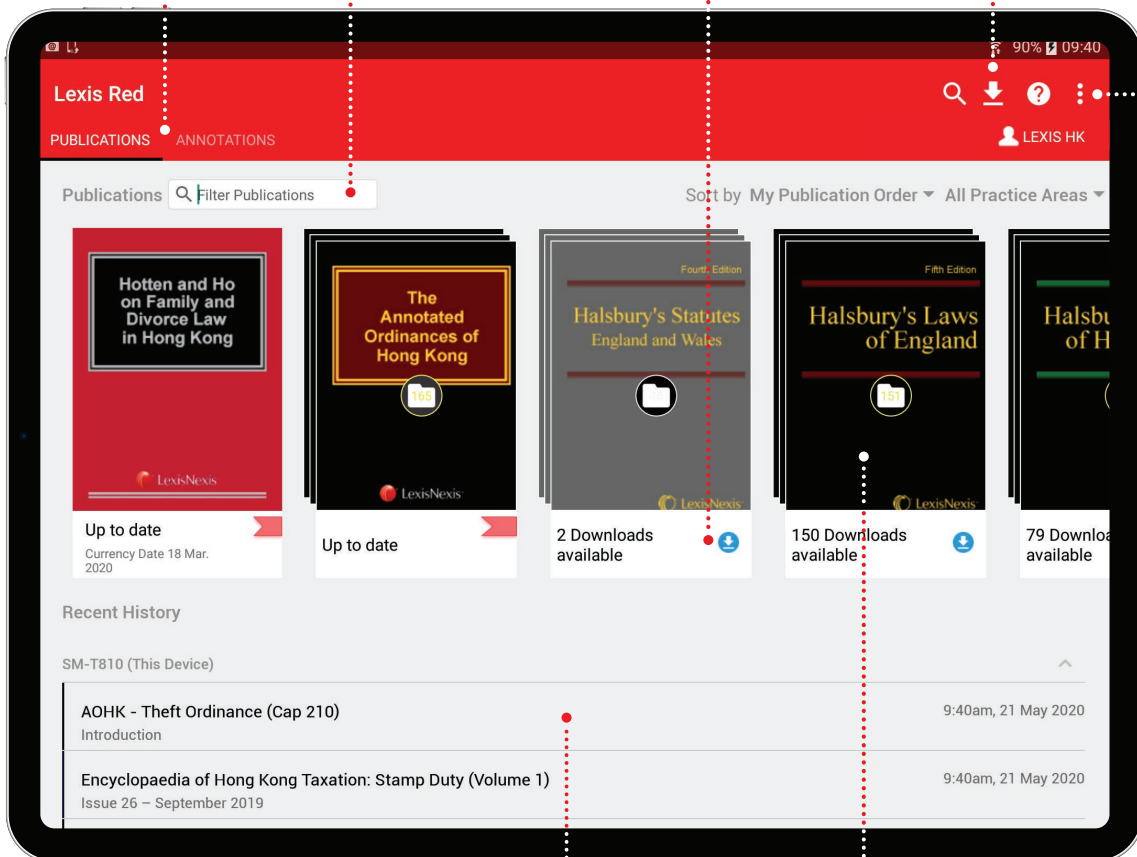 90% 09:40
Lexis Red
PUBLICATIONS ANNOTATIONS
LEXIS HK
Publications
Filter Publications
Sort by My Publication Order All Practice Areas
Hotten and Ho
on Family and
Divorce Law
in Hong Kong
LexisNexis
Up to date
Currency Date 18 Mar.
2020
The
Annotated
Ordinances of
Hong Kong
165
LexisNexis
Up to date
Fourth Edition
Halsbury's Statutes
England and Wales
LexisNexis
2 Downloads
available
Fifth Edition
Halsbury's Laws
of England
151
LexisNexis
150 Downloads
available
Halsbu
of H
79 Downloa
available
Recent History
SM-T810 (This Device)
AOHK - Theft Ordinance (Cap 210)
9:40am, 21 May 2020
Introduction
Encyclopaedia of Hong Kong Taxation: Stamp Duty (Volume 1)
9:40am, 21 May 2020
Issue 26 – September 2019